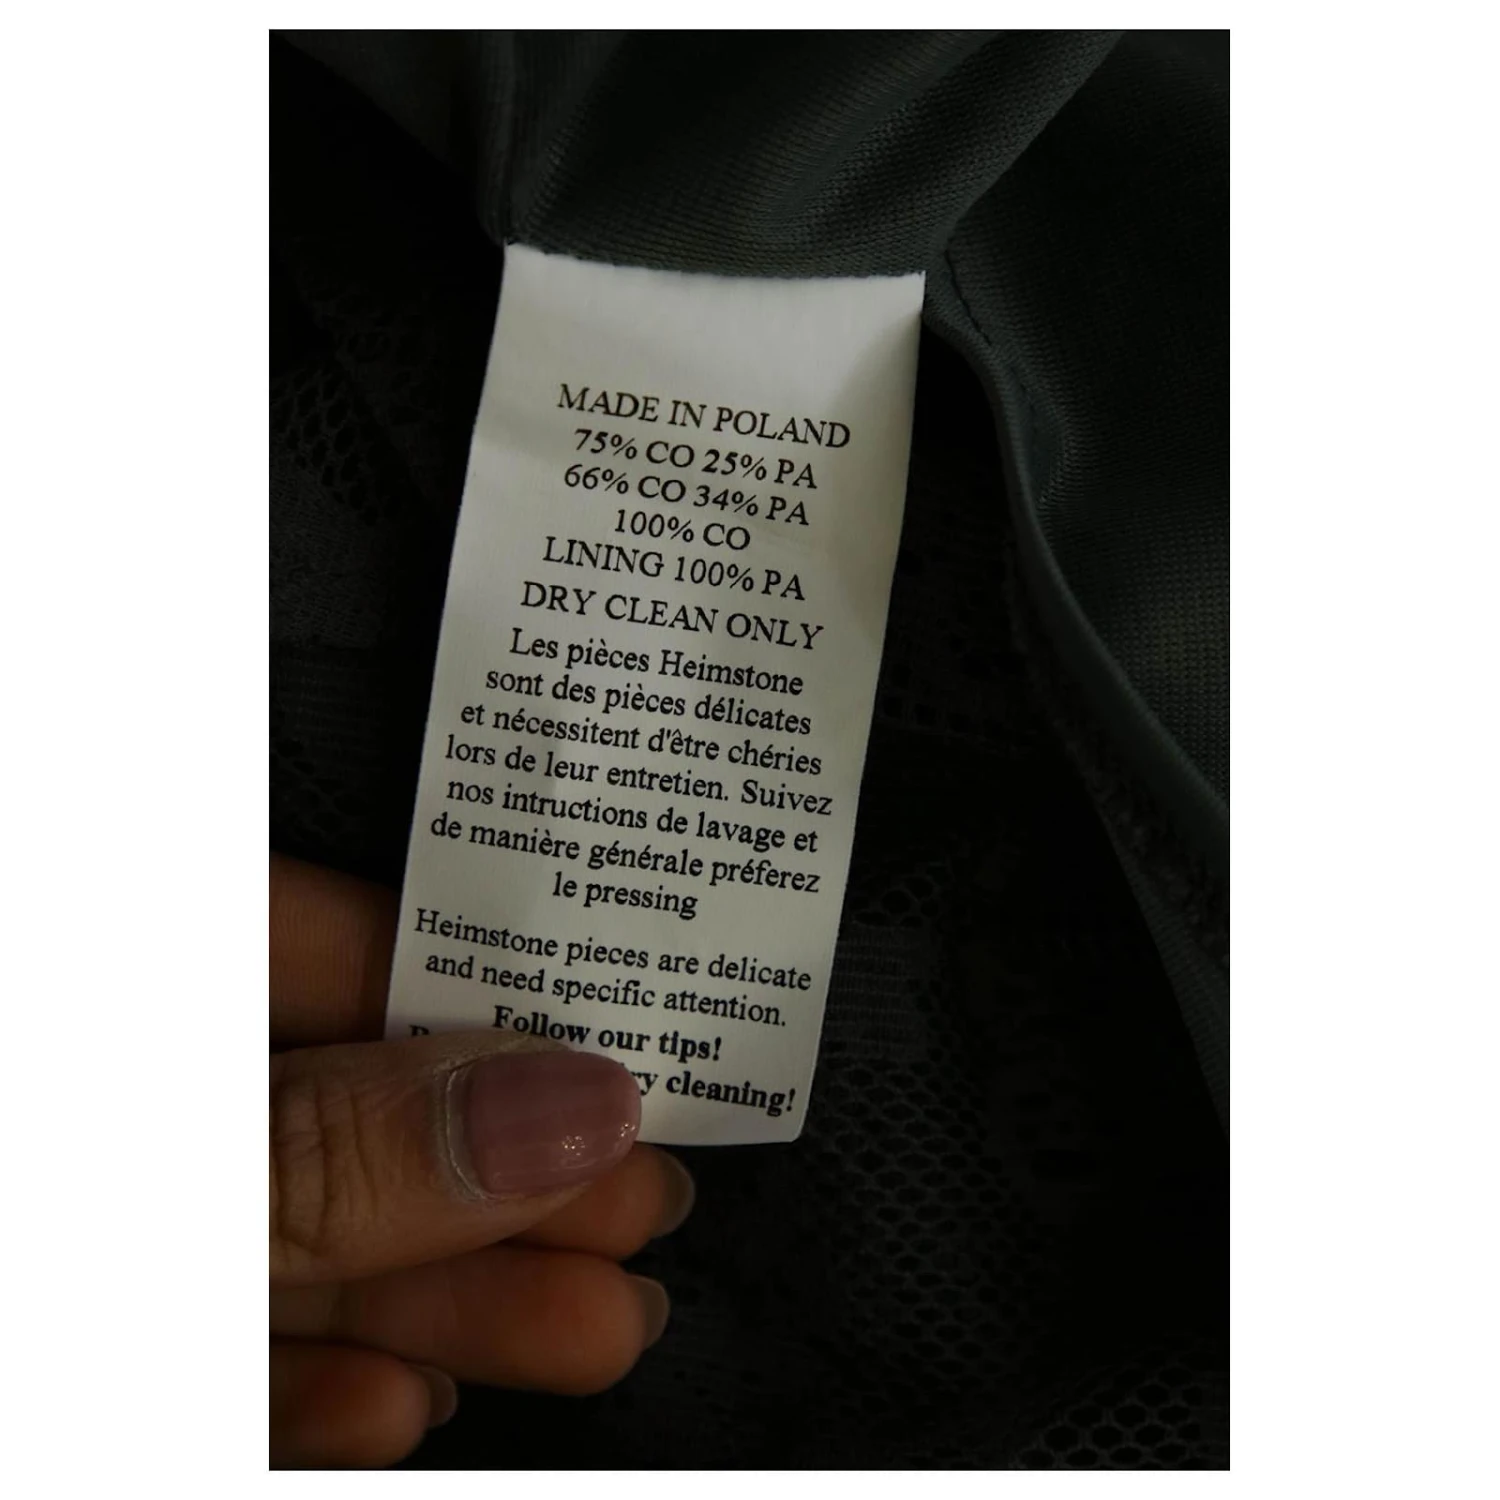 MADE IN POLAND
75% CO 25% PA
66% CO 34% PA
100% CO
LINING 100% PA
DRY CLEAN ONLY
Les pièces Heimstone
sont des pièces délicates
et nécessitent d'être chéries
lors de leur entretien. Suivez
nos intructions de lavage et
de manière générale préferez
le pressing
Heimstone pieces are delicate
and need specific attention.
Follow our tips!
cleaning!